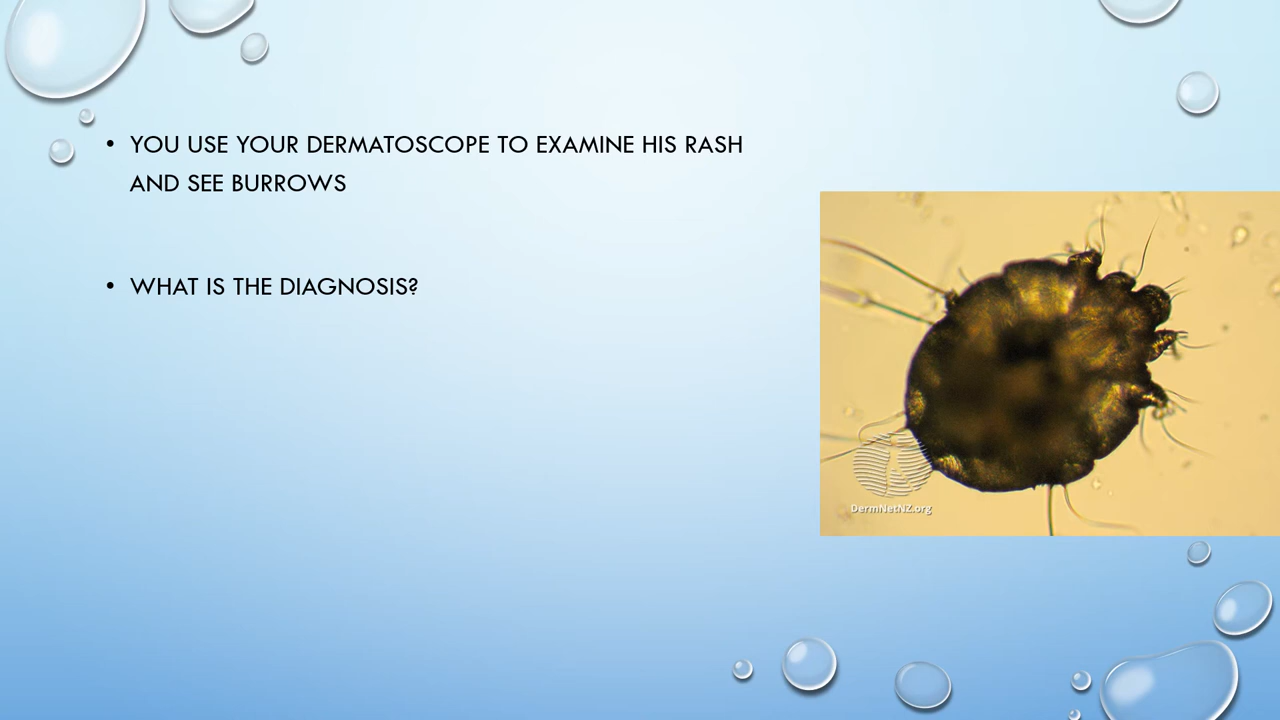 • YOU USE YOUR DERMATOSCOPE TO EXAMINE HIS RASH
AND SEE BURROWS
• WHAT IS THE DIAGNOSIS?
DermNetNZ.org